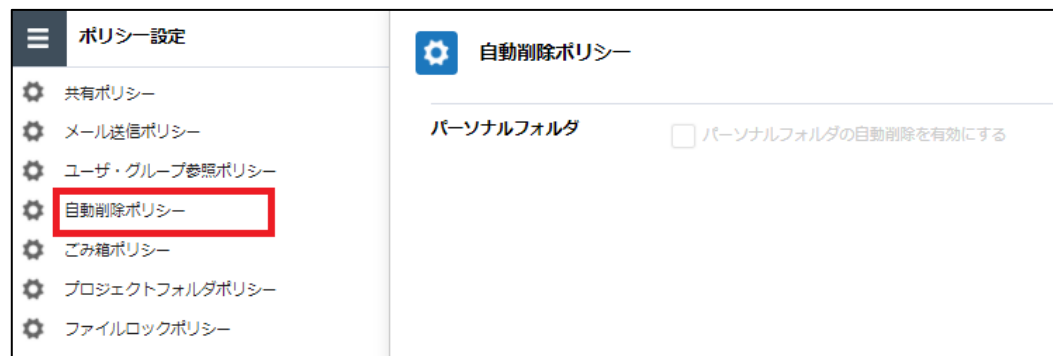 ポリシー設定
共有ポリシー
メール送信ポリシー
ユーザ・グループ参照ポリシー
自動削除ポリシー
ごみ箱ポリシー
プロジェクトフォルダポリシー
ファイルロックポリシー
自動削除ポリシー
パーソナルフォルダ
パーソナルフォルダの自動削除を有効にする